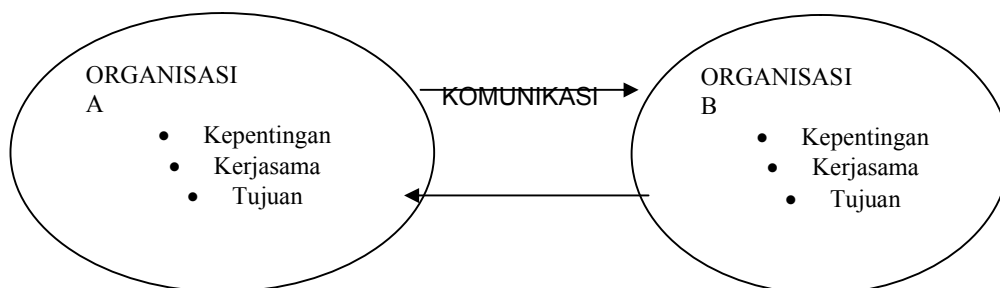 ORGANISASI
A
• Kepentingan
• Kerjasama
• Tujuan
KOMUNIKASI
ORGANISASI
B
• Kepentingan
• Kerjasama
• Tujuan